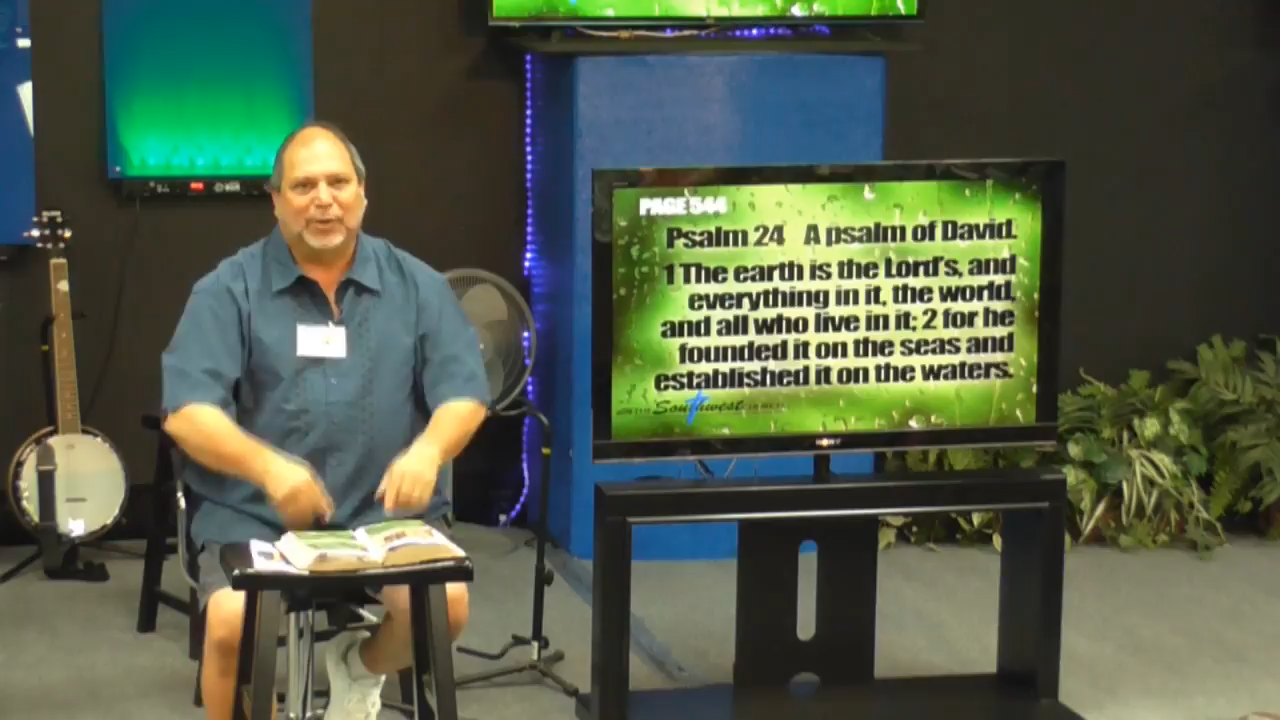 PAGE 544
Psalm 24 A psalm of David.
1 The earth is the Lord's, and
everything in it, the world,
and all who live in it; 2 for he
founded it on the seas and
established it on the waters.
Southwest
SONY